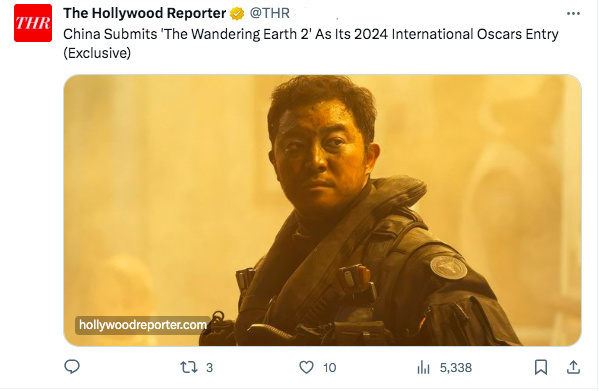 THR
The Hollywood Reporter @THR
China Submits 'The Wandering Earth 2' As Its 2024 International Oscars Entry
(Exclusive)
hollywoodreporter.com
3 10 5,338